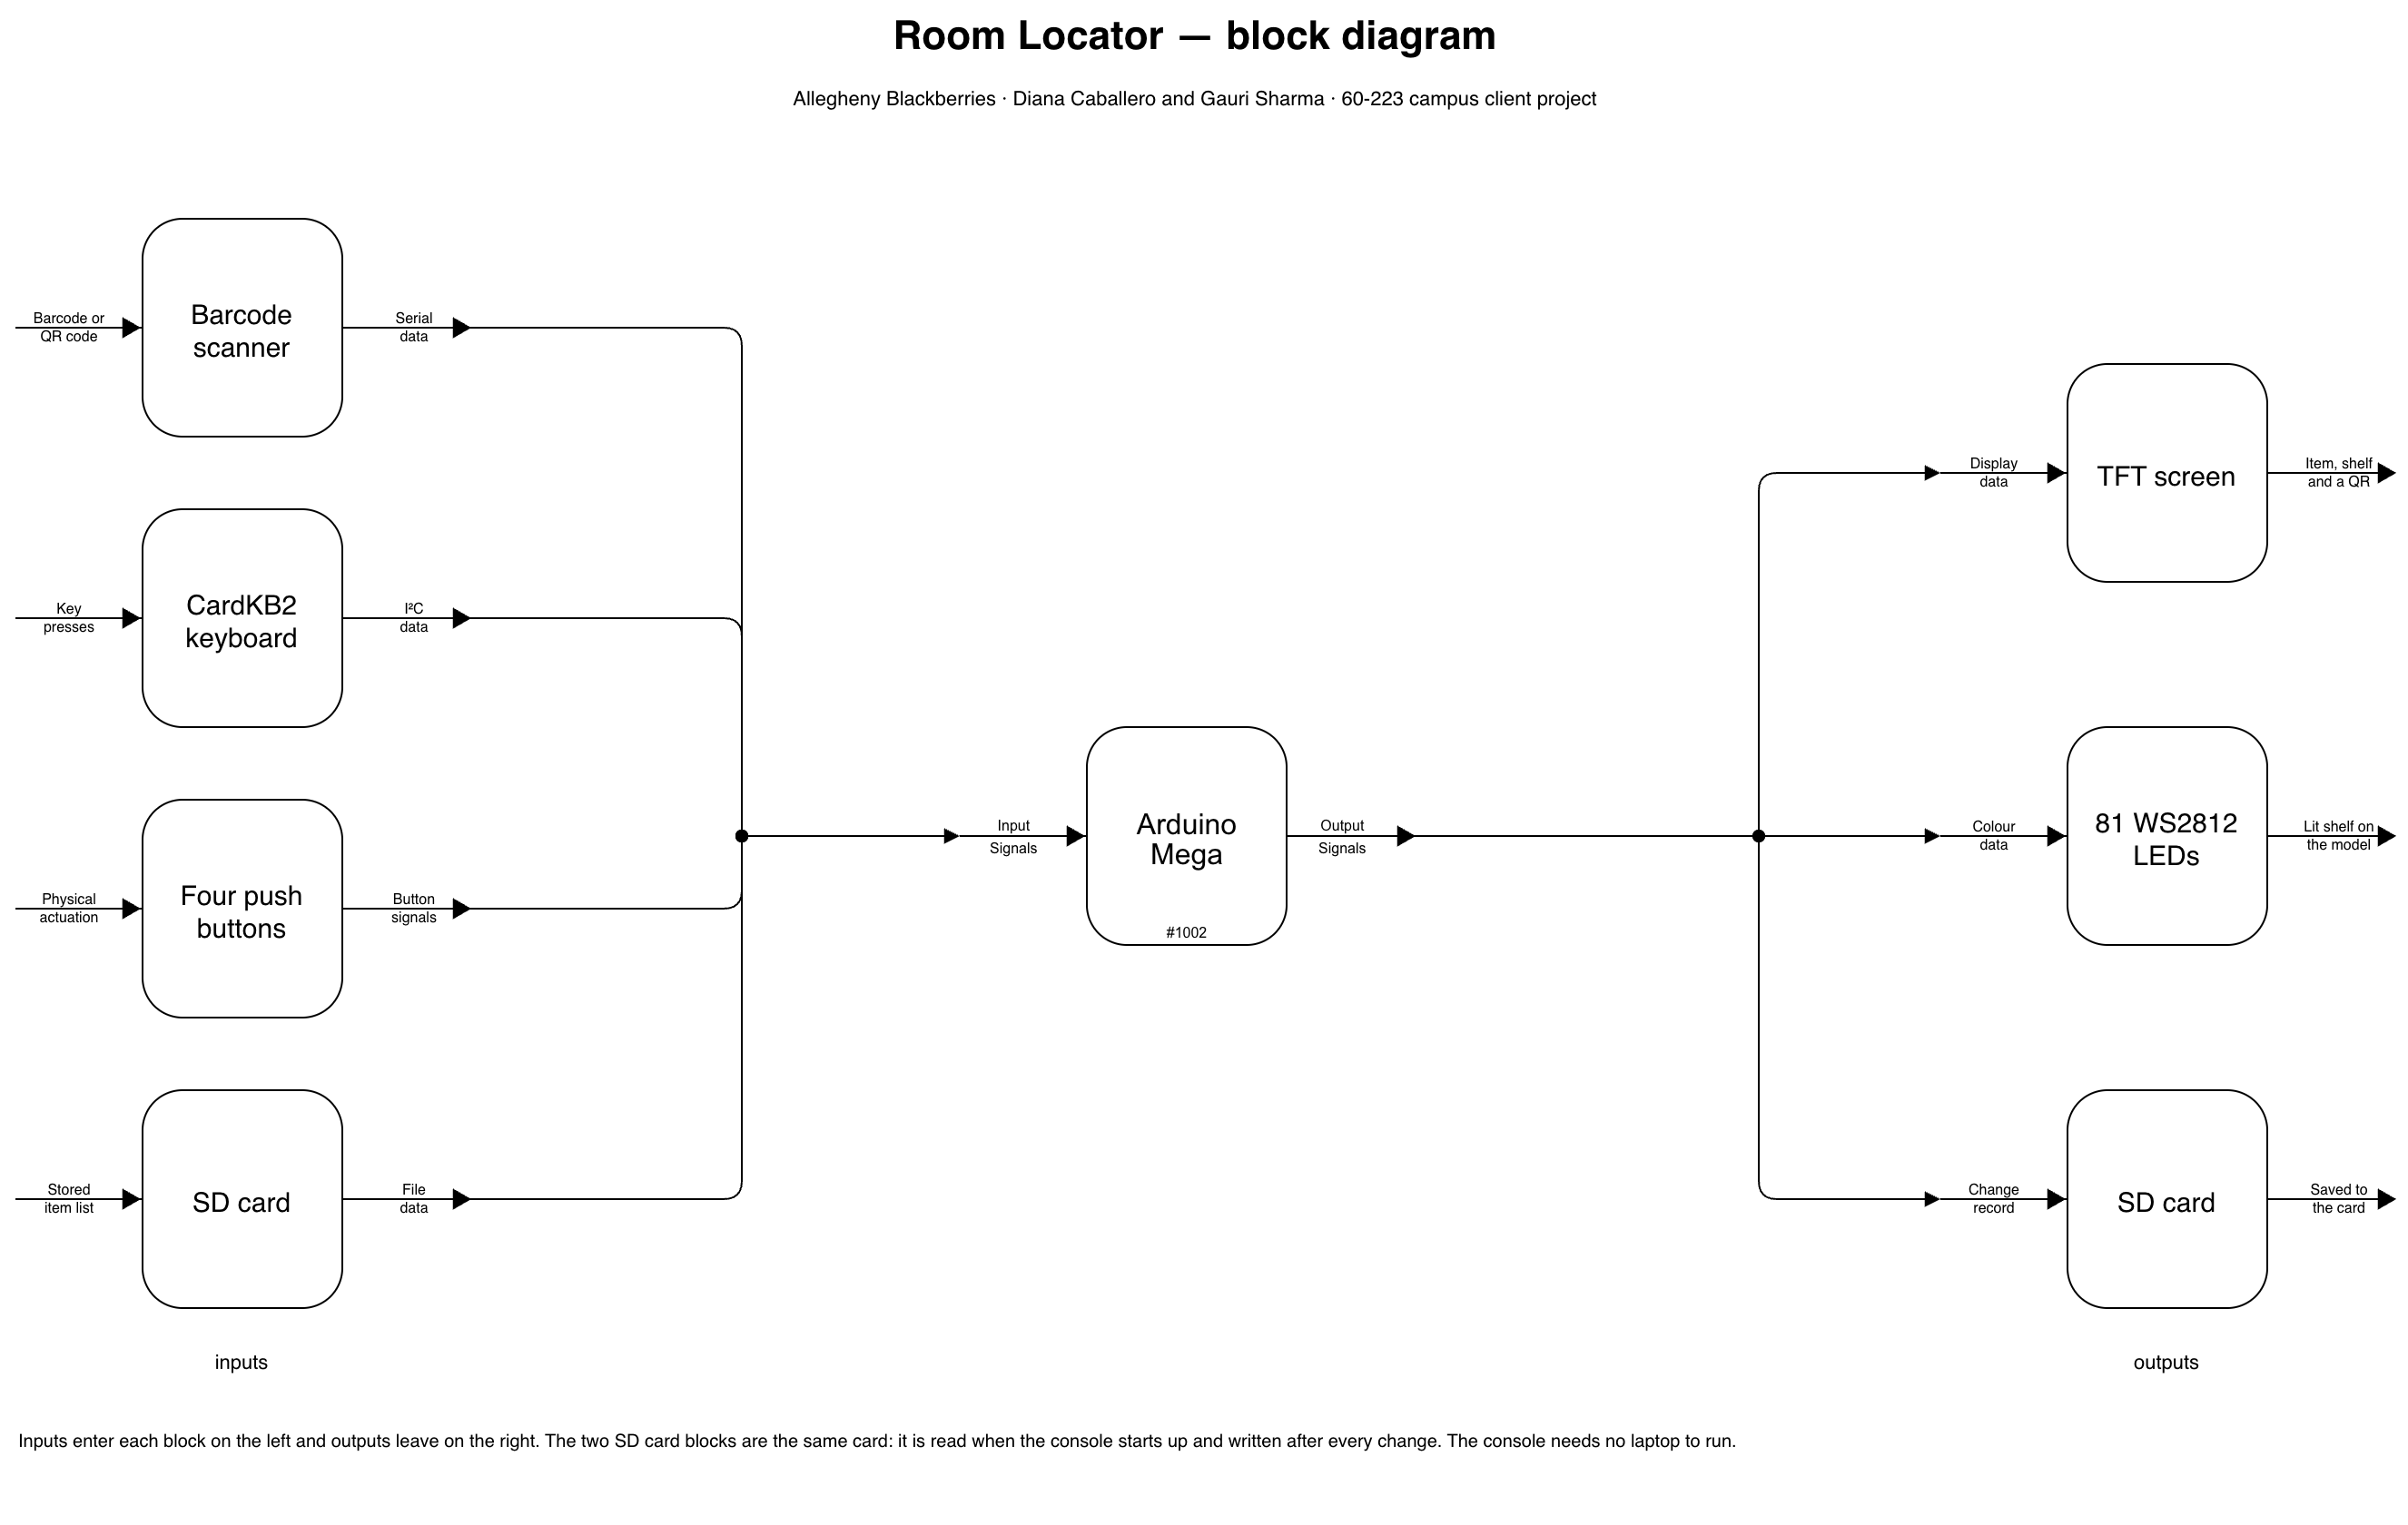 Room Locator — block diagram
Allegheny Blackberries · Diana Caballero and Gauri Sharma · 60-223 campus client project
Barcode or
QR code
Barcode
scanner
Serial
data
Key
presses
CardKB2
keyboard
I²C
data
Physical
actuation
Four push
buttons
Button
signals
Stored
item list
SD card
File
data
inputs
Input
Signals
Arduino
Mega
#1002
Output
Signals
Display
data
TFT screen
Item, shelf
and a QR
Colour
data
81 WS2812
LEDs
Lit shelf on
the model
Change
record
SD card
Saved to
the card
outputs
Inputs enter each block on the left and outputs leave on the right. The two SD card blocks are the same card: it is read when the console starts up and written after every change. The console needs no laptop to run.